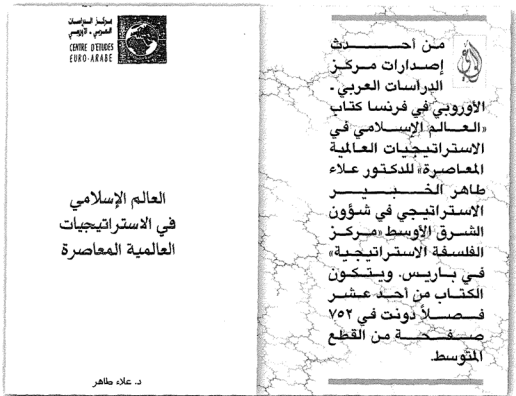 من أحدث
إصدارات مركز
الدراسات العربي ـ
الأوروبي في فرنسا كتاب
«العالم الإسلامي في
الاستراتيجيات العالمية
المعاصرة» للدكتور علاء
طاهر الخبير
الاستراتيجي في شؤون
الشرق الأوسط «مركز
الفلسفة الاستراتيجية»
في باريس. ويتكون
الكتاب من أحد عشر
فصلاً دونت في ٧٥٢
صفحة من القطع
المتوسط.
مركز الدراسات
العربي ـ الأوروبي
CENTRE D'ETUDES
EURO-ARABE
العالم الإسلامي
في الاستراتيجيات
العالمية المعاصرة
د. علاء طاهر